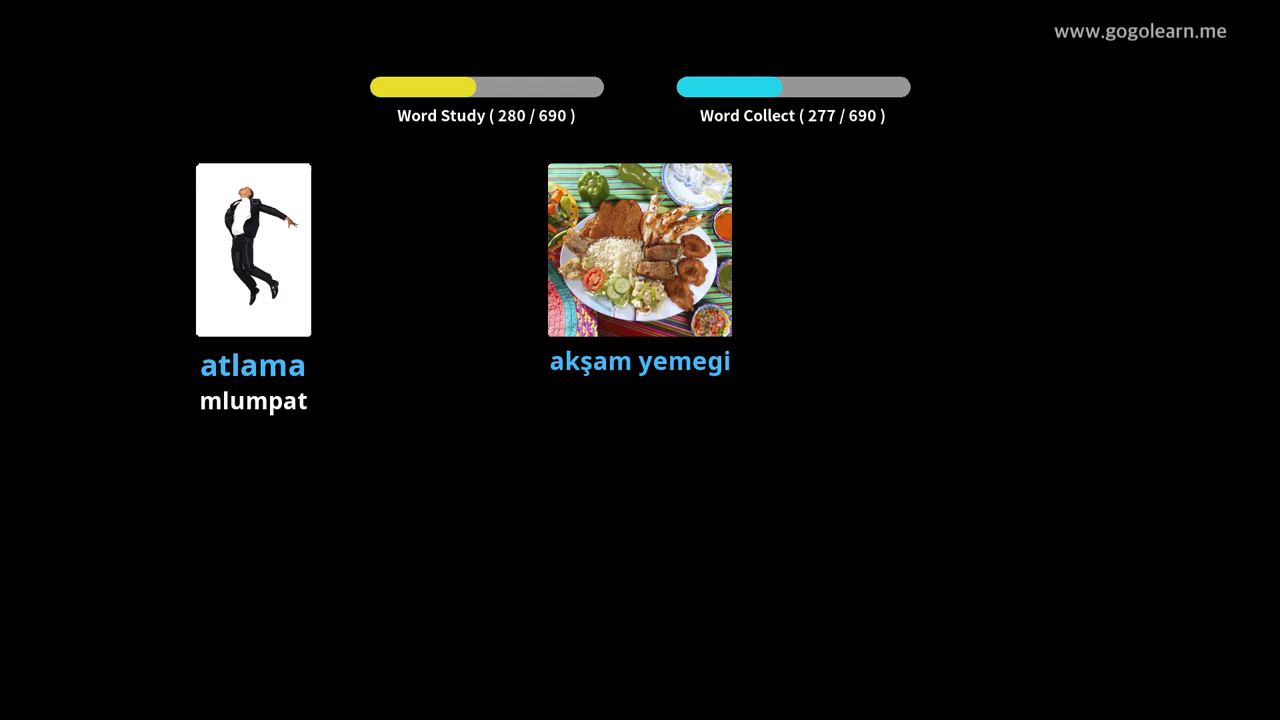 www.gogolearn.me
Word Study ( 280 / 690 )
Word Collect ( 277 / 690 )
atlama
mlumpat
akşam yemegi